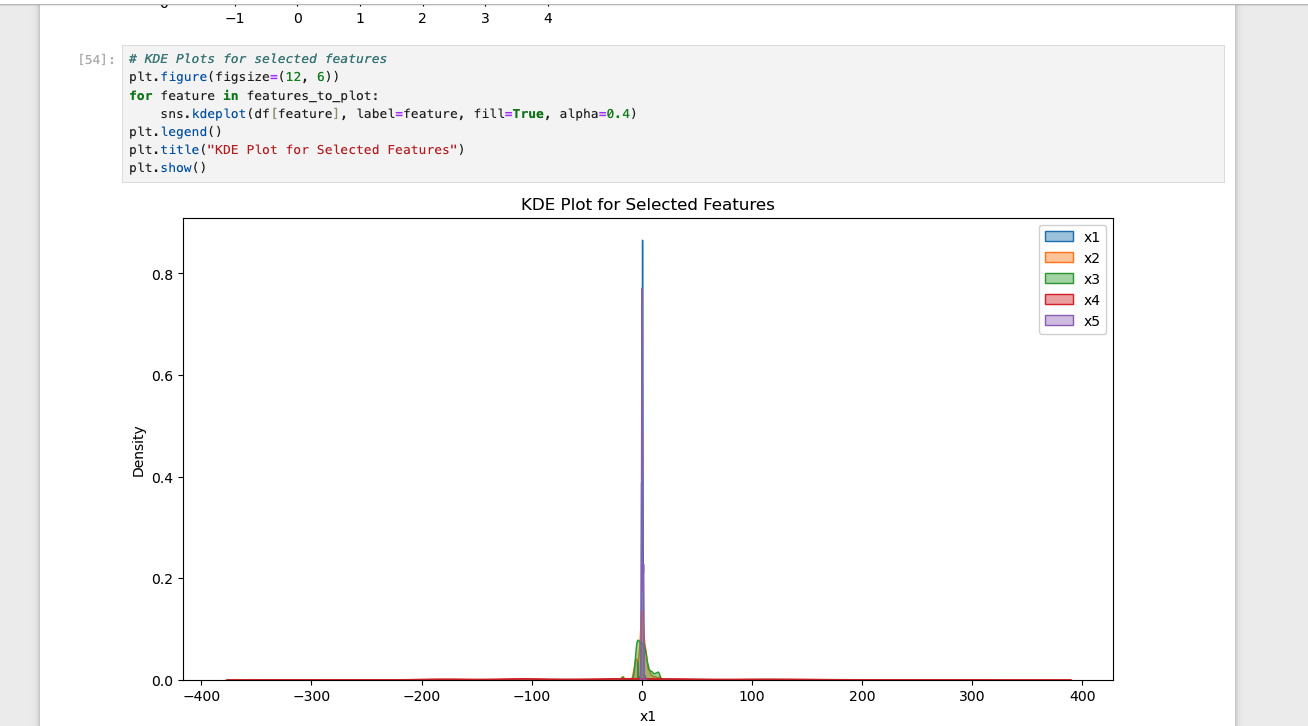 −1 0 1 2 3 4
[54]: # KDE Plots for selected features
plt.figure(figsize=(12, 6))
for feature in features_to_plot:
    sns.kdeplot(df[feature], label=feature, fill=True, alpha=0.4)
plt.legend()
plt.title("KDE Plot for Selected Features")
plt.show()
KDE Plot for Selected Features
x1
x2
x3
x4
x5
0.8
0.6
0.4
0.2
0.0
Density
−400 −300 −200 −100 0 100 200 300 400
x1